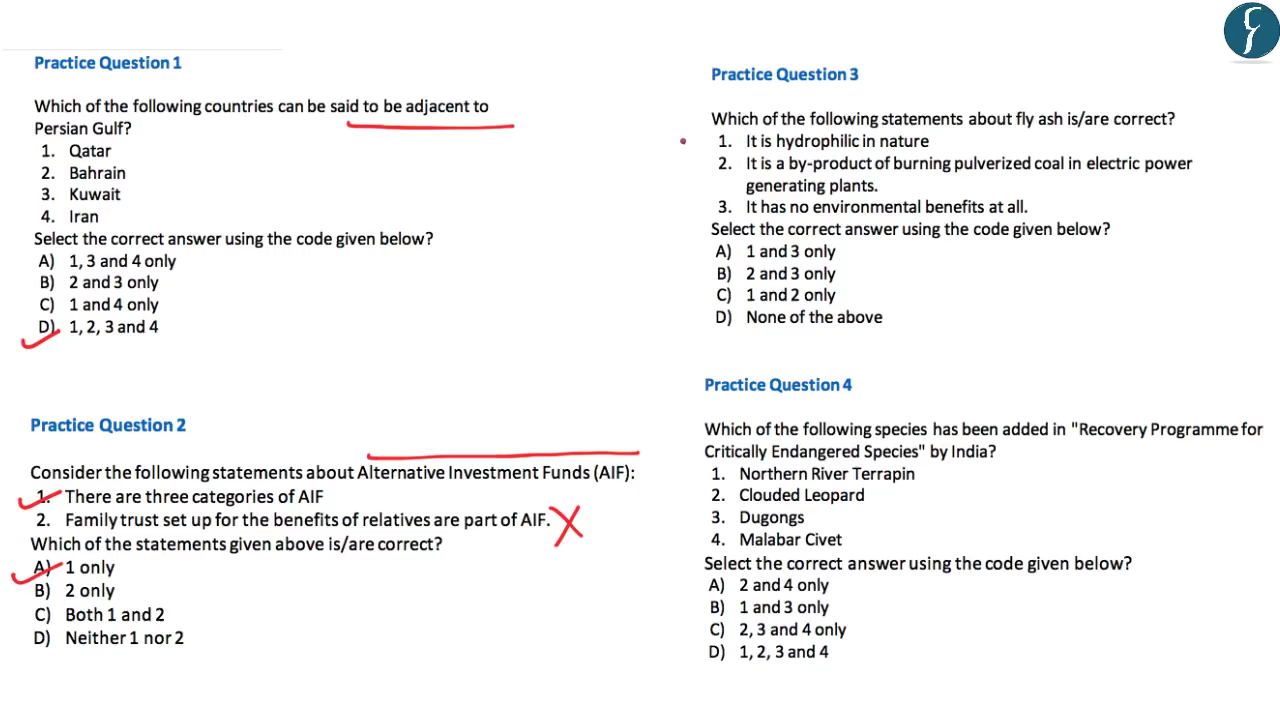 Practice Question 1
Which of the following countries can be said to be adjacent to
Persian Gulf?
1. Qatar
2. Bahrain
3. Kuwait
4. Iran
Select the correct answer using the code given below?
A) 1, 3 and 4 only
B) 2 and 3 only
C) 1 and 4 only
D) 1, 2, 3 and 4
Practice Question 2
Consider the following statements about Alternative Investment Funds (AIF):
1. There are three categories of AIF
2. Family trust set up for the benefits of relatives are part of AIF.
Which of the statements given above is/are correct?
A) 1 only
B) 2 only
C) Both 1 and 2
D) Neither 1 nor 2
Practice Question 3
Which of the following statements about fly ash is/are correct?
1. It is hydrophilic in nature
2. It is a by-product of burning pulverized coal in electric power
generating plants.
3. It has no environmental benefits at all.
Select the correct answer using the code given below?
A) 1 and 3 only
B) 2 and 3 only
C) 1 and 2 only
D) None of the above
Practice Question 4
Which of the following species has been added in "Recovery Programme for
Critically Endangered Species" by India?
1. Northern River Terrapin
2. Clouded Leopard
3. Dugongs
4. Malabar Civet
Select the correct answer using the code given below?
A) 2 and 4 only
B) 1 and 3 only
C) 2, 3 and 4 only
D) 1, 2, 3 and 4